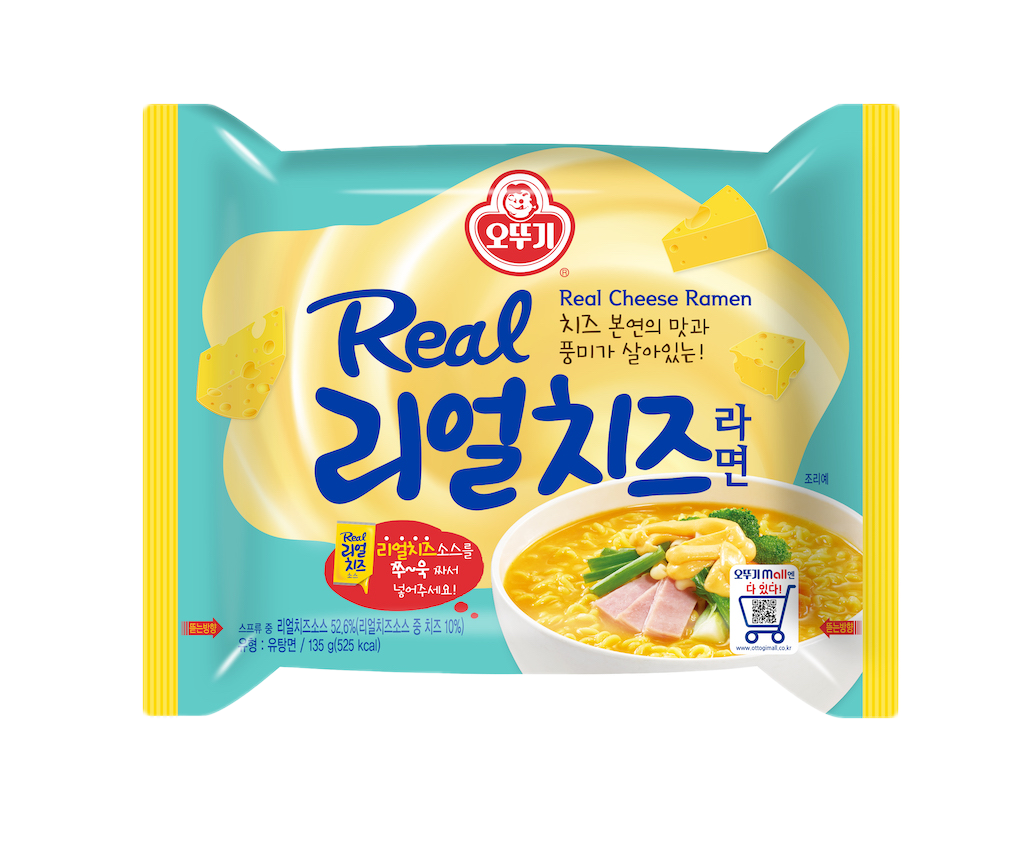 오뚜기
®
Real
Real Cheese Ramen
치즈 본연의 맛과
풍미가 살아있는!
리얼치즈
라면
조리예
Real
리얼
치즈
소스
리얼치즈소스를
쭈~욱 짜서
넣어주세요!
오뚜기 mall엔
다 있다!
www.ottogimall.co.kr
뜯는방향
뜯는방향
스프류 중 리얼치즈소스 52.6%(리얼치즈소스 중 치즈 10%)
유형 : 유탕면 / 135 g(525 kcal)